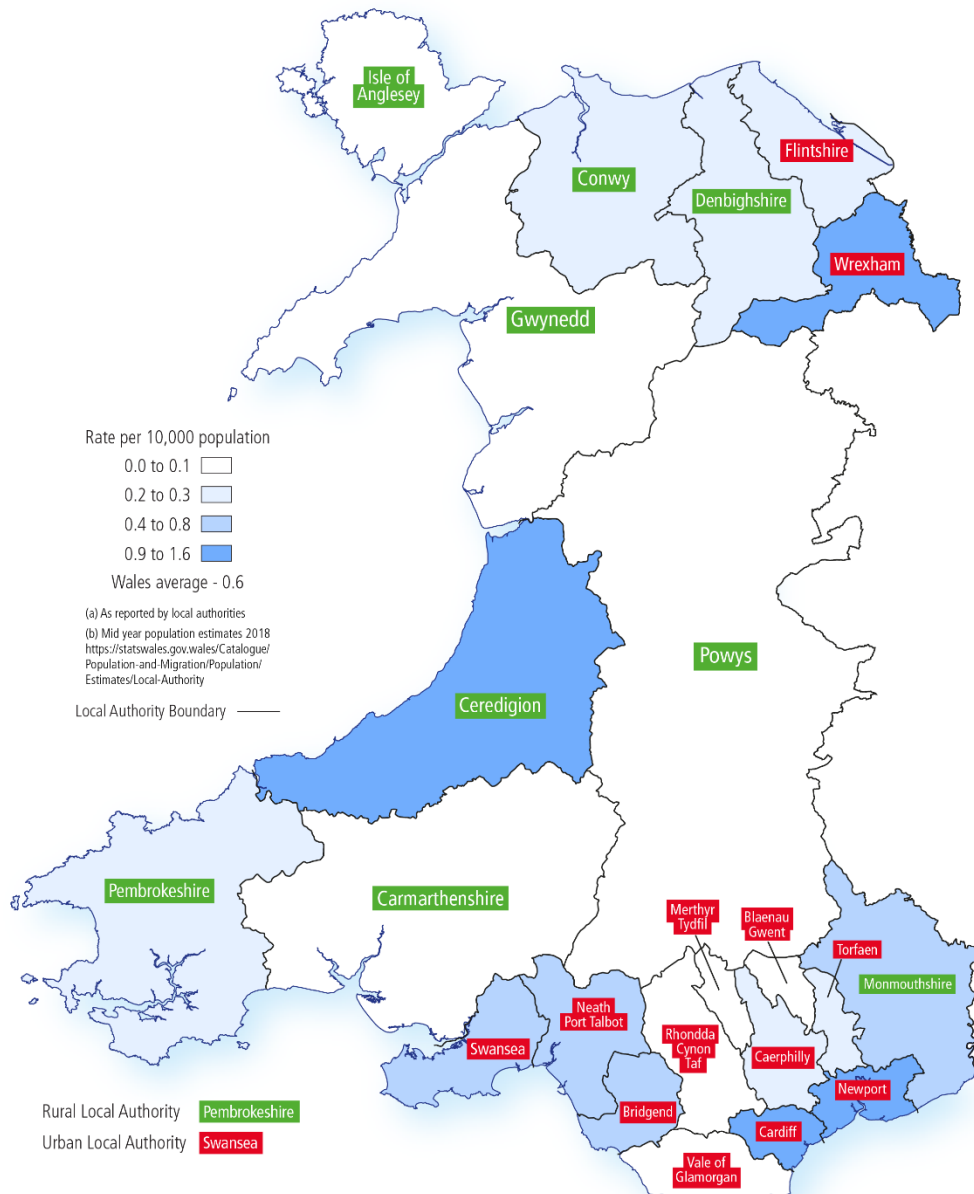 Isle of
Anglesey
Flintshire
Conwy
Denbighshire
Wrexham
Gwynedd
Rate per 10,000 population
0.0 to 0.1
0.2 to 0.3
0.4 to 0.8
0.9 to 1.6
Wales average - 0.6
(a) As reported by local authorities
(b) Mid year population estimates 2018
https://statswales.gov.wales/Catalogue/
Population-and-Migration/Population/
Estimates/Local-Authority
Local Authority Boundary
Powys
Ceredigion
Pembrokeshire
Carmarthenshire
Merthyr
Tydfil
Blaenau
Gwent
Torfaen
Monmouthshire
Neath
Port Talbot
Swansea
Rhondda
Cynon
Taf
Caerphilly
Newport
Bridgend
Cardiff
Vale of
Glamorgan
Rural Local Authority Pembrokeshire
Urban Local Authority Swansea